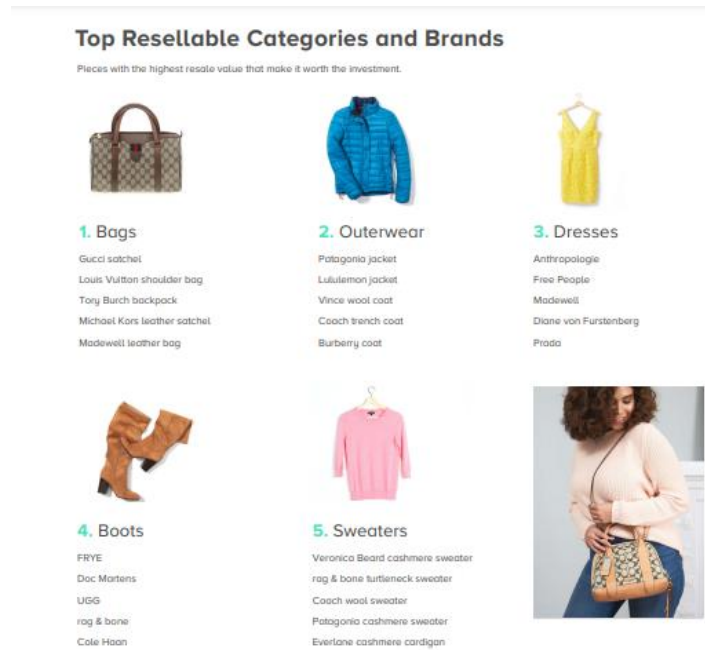 Top Resellable Categories and Brands
Pieces with the highest resale value that make it worth the investment.
1. Bags
Gucci satchel
Louis Vuitton shoulder bag
Tory Burch backpack
Michael Kors leather satchel
Madewell leather bag
2. Outerwear
Patagonia jacket
Lululemon jacket
Vince wool coat
Coach trench coat
Burberry coat
3. Dresses
Anthropologie
Free People
Madewell
Diane von Furstenberg
Prada
4. Boots
FRYE
Doc Martens
UGG
rag & bone
Cole Haan
5. Sweaters
Veronica Beard cashmere sweater
rag & bone turtleneck sweater
Coach wool sweater
Patagonia cashmere sweater
Everlane cashmere cardigan